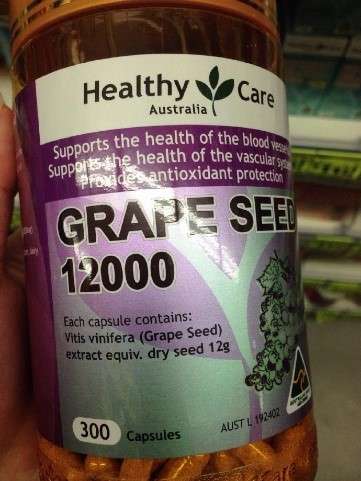 Healthy Care
Australia
Supports the health of the blood vessels
Supports the health of the vascular system
Provides antioxidant protection
GRAPE SEED
12000
Each capsule contains:
Vitis vinifera (Grape Seed)
extract equiv. dry seed 12g
300 Capsules
AUST L 192402